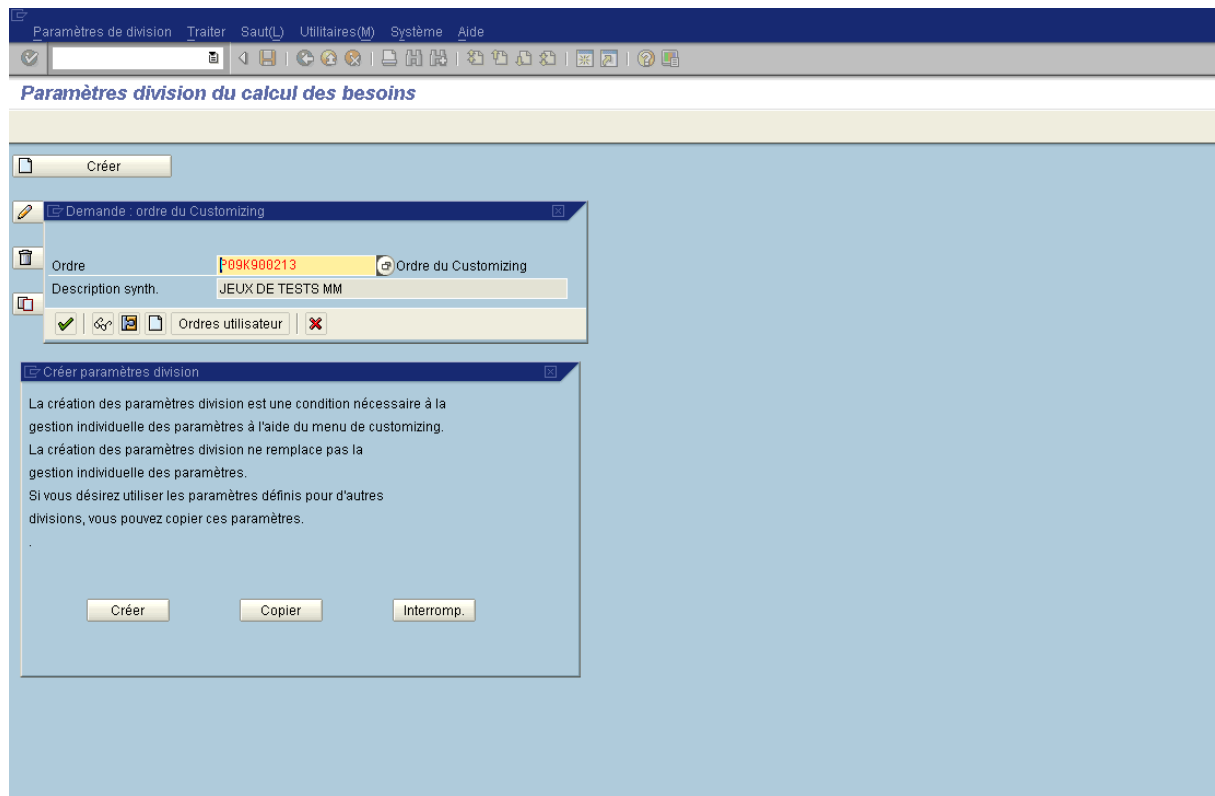 Paramètres de division Traiter Saut(L) Utilitaires(M) Système Aide
Paramètres division du calcul des besoins
Créer
Demande : ordre du Customizing
Ordre P09K900213 Ordre du Customizing
Description synth. JEUX DE TESTS MM
Ordres utilisateur
Créer paramètres division
La création des paramètres division est une condition nécessaire à la
gestion individuelle des paramètres à l'aide du menu de customizing.
La création des paramètres division ne remplace pas la
gestion individuelle des paramètres.
Si vous désirez utiliser les paramètres définis pour d'autres
divisions, vous pouvez copier ces paramètres.
.
Créer Copier Interromp.